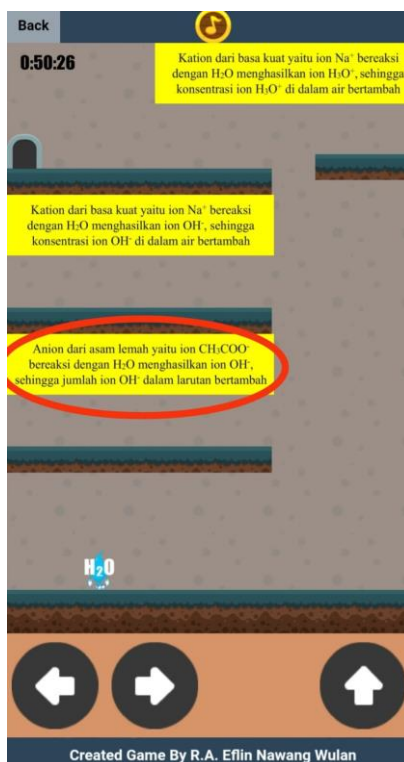 Back
0:50:26
Kation dari basa kuat yaitu ion Na⁺ bereaksi
dengan H₂O menghasilkan ion H₃O⁺, sehingga
konsentrasi ion H₃O⁺ di dalam air bertambah
Kation dari basa kuat yaitu ion Na⁺ bereaksi
dengan H₂O menghasilkan ion OH⁻, sehingga
konsentrasi ion OH⁻ di dalam air bertambah
Anion dari asam lemah yaitu ion CH₃COO⁻
bereaksi dengan H₂O menghasilkan ion OH⁻,
sehingga jumlah ion OH⁻ dalam larutan bertambah
H₂O
Created Game By R.A. Eflin Nawang Wulan